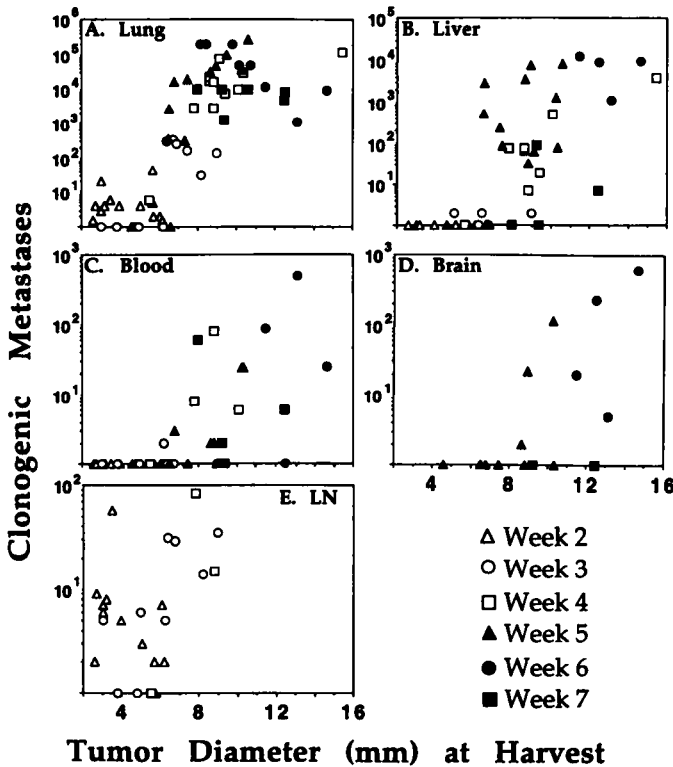 A. Lung
10⁶
10⁵
10⁴
10³
10²
10¹
B. Liver
10⁵
10⁴
10³
10²
10¹
C. Blood
10³
10²
10¹
D. Brain
10³
10²
10¹
4 8 12 16
E. LN
10²
10¹
4 8 12 16
Clonogenic Metastases
Week 2
Week 3
Week 4
Week 5
Week 6
Week 7
Tumor Diameter (mm) at Harvest